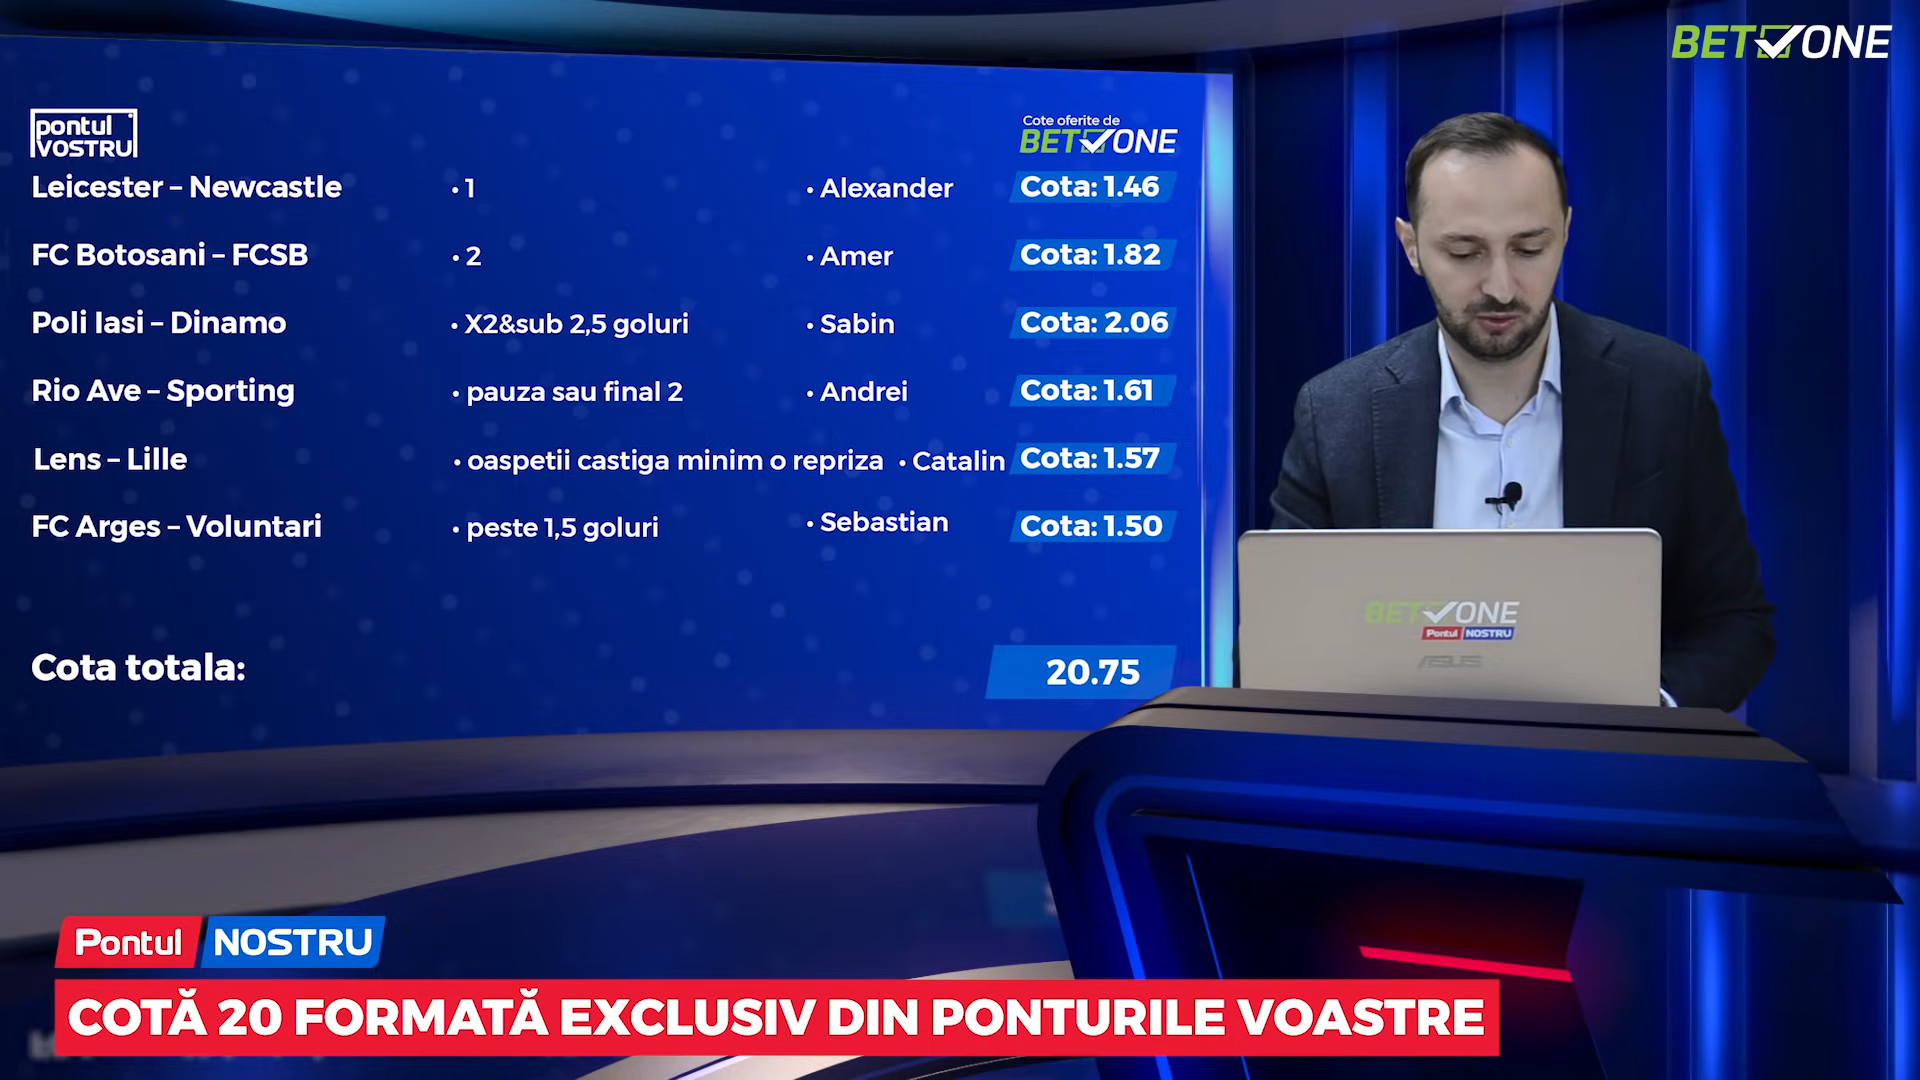 BET ONE
pontul
VOSTRU
Cote oferite de
BET ONE
Leicester – Newcastle • 1 • Alexander Cota: 1.46
FC Botosani – FCSB • 2 • Amer Cota: 1.82
Poli Iasi – Dinamo • X2&sub 2,5 goluri • Sabin Cota: 2.06
Rio Ave – Sporting • pauza sau final 2 • Andrei Cota: 1.61
Lens – Lille • oaspetii castiga minim o repriza • Catalin Cota: 1.57
FC Arges – Voluntari • peste 1,5 goluri • Sebastian Cota: 1.50
Cota totala: 20.75
BET ONE
Pontul NOSTRU
ASUS
Pontul NOSTRU
COTĂ 20 FORMATĂ EXCLUSIV DIN PONTURILE VOASTRE